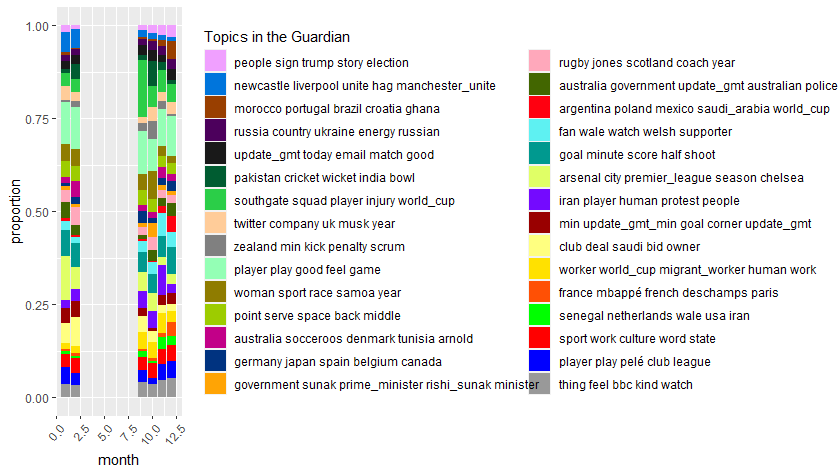 Topics in the Guardian
people sign trump story election
newcastle liverpool unite hag manchester_unite
morocco portugal brazil croatia ghana
russia country ukraine energy russian
update_gmt today email match good
pakistan cricket wicket india bowl
southgate squad player injury world_cup
twitter company uk musk year
zealand min kick penalty scrum
player play good feel game
woman sport race samoa year
point serve space back middle
australia socceroos denmark tunisia arnold
germany japan spain belgium canada
government sunak prime_minister rishi_sunak minister
rugby jones scotland coach year
australia government update_gmt australian police
argentina poland mexico saudi_arabia world_cup
fan wale watch welsh supporter
goal minute score half shoot
arsenal city premier_league season chelsea
iran player human protest people
min update_gmt_min goal corner update_gmt
club deal saudi bid owner
worker world_cup migrant_worker human work
france mbappé french deschamps paris
senegal netherlands wale usa iran
sport work culture word state
player play pelé club league
thing feel bbc kind watch
proportion
1.00
0.75
0.50
0.25
0.00
0.0
2.5
5.0
7.5
10.0
12.5
month